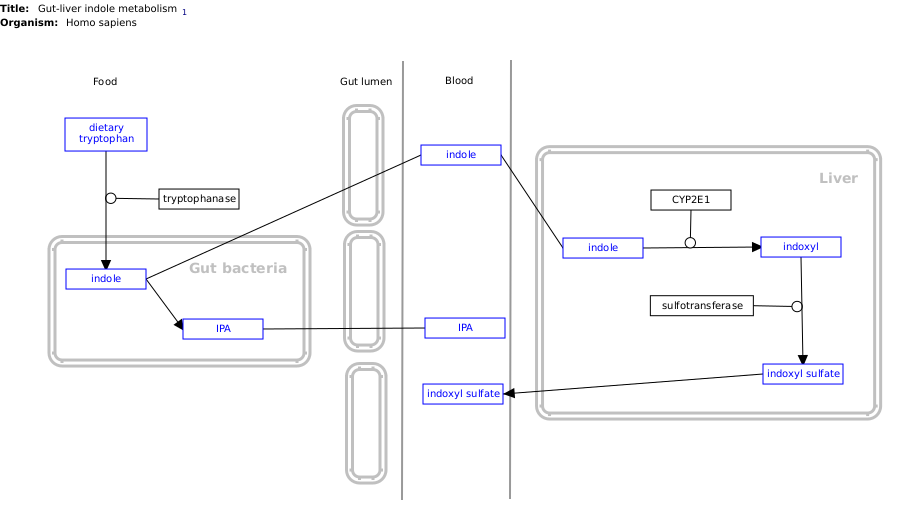 Title: Gut-liver indole metabolism 1
Organism: Homo sapiens
Food
Gut lumen
Blood
dietary
tryptophan
indole
Liver
tryptophanase
CYP2E1
indole
indoxyl
Gut bacteria
indole
sulfotransferase
IPA
IPA
indoxyl sulfate
indoxyl sulfate